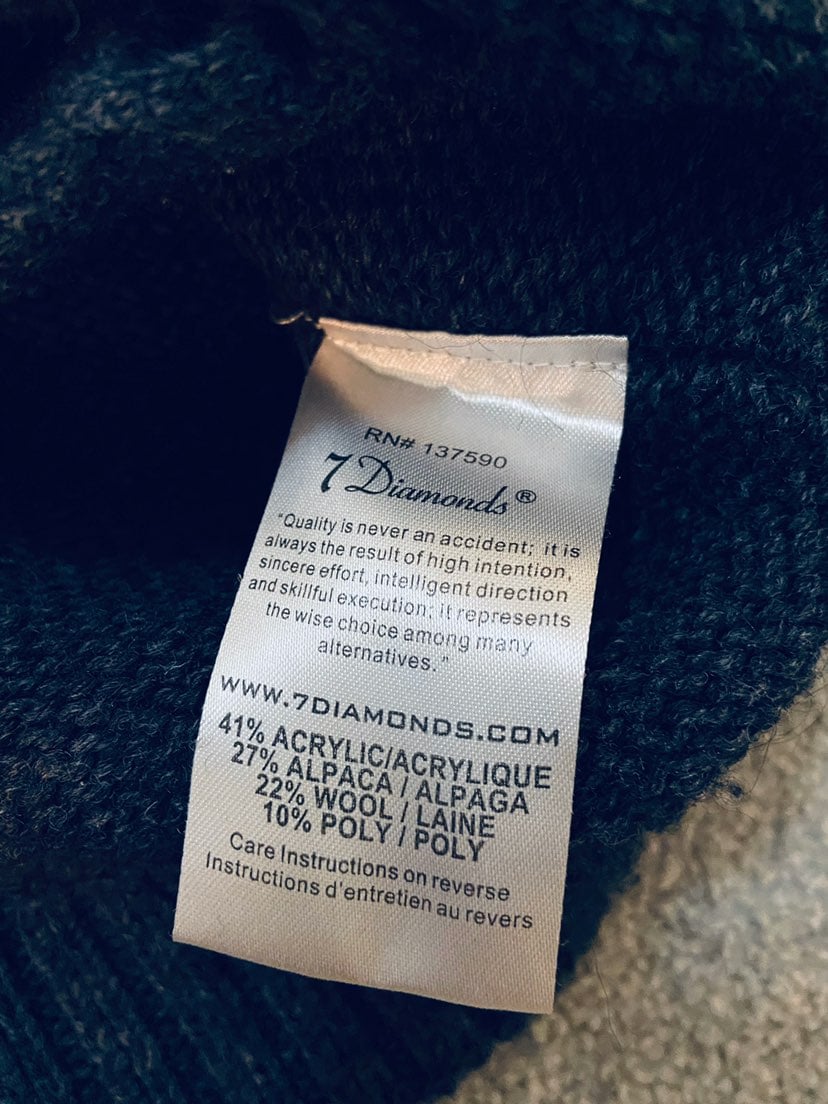 RN# 137590
7 Diamonds®
"Quality is never an accident; it is
always the result of high intention,
sincere effort, intelligent direction
and skillful execution; it represents
the wise choice among many
alternatives."
WWW.7DIAMONDS.COM
41% ACRYLIC/ACRYLIQUE
27% ALPACA / ALPAGA
22% WOOL / LAINE
10% POLY / POLY
Care Instructions on reverse
Instructions d'entretien au revers